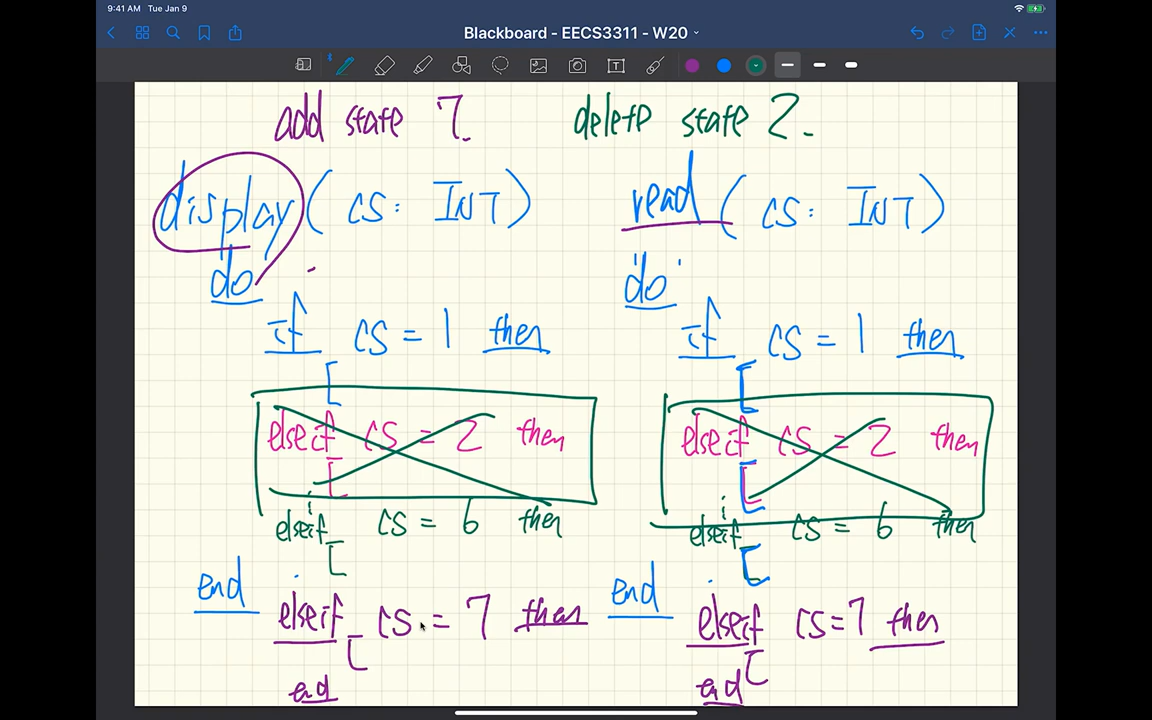 9:41 AM Tue Jan 9
Blackboard - EECS3311 - W20
add state 7. delete state 2.
display ( CS : INT ) read ( CS : INT )
do do
if CS = 1 then if CS = 1 then
elseif CS = 2 then elseif CS = 2 then
elseif CS = 6 then elseif CS = 6 then
end end
elseif CS = 7 then elseif CS = 7 then
end end